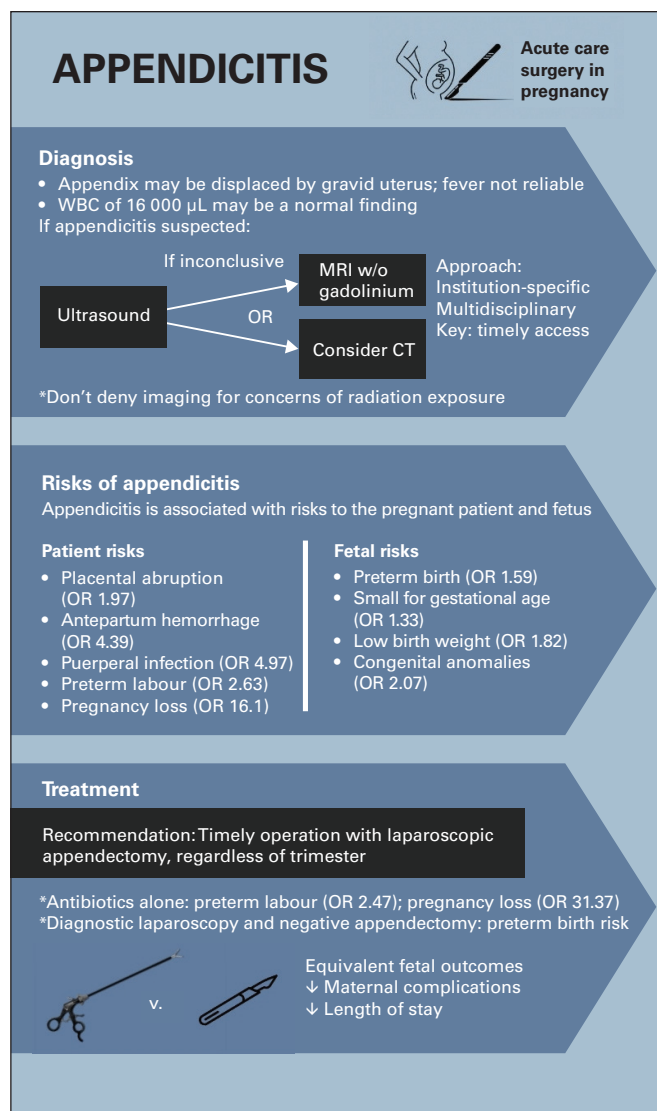 APPENDICITIS
Acute care
surgery in
pregnancy
Diagnosis
• Appendix may be displaced by gravid uterus; fever not reliable
• WBC of 16 000 µL may be a normal finding
If appendicitis suspected:
If inconclusive
Ultrasound
OR
MRI w/o
gadolinium
Consider CT
Approach:
Institution-specific
Multidisciplinary
Key: timely access
*Don’t deny imaging for concerns of radiation exposure
Risks of appendicitis
Appendicitis is associated with risks to the pregnant patient and fetus
Patient risks
• Placental abruption
(OR 1.97)
• Antepartum hemorrhage
(OR 4.39)
• Puerperal infection (OR 4.97)
• Preterm labour (OR 2.63)
• Pregnancy loss (OR 16.1)
Fetal risks
• Preterm birth (OR 1.59)
• Small for gestational age
(OR 1.33)
• Low birth weight (OR 1.82)
• Congenital anomalies
(OR 2.07)
Treatment
Recommendation: Timely operation with laparoscopic
appendectomy, regardless of trimester
*Antibiotics alone: preterm labour (OR 2.47); pregnancy loss (OR 31.37)
*Diagnostic laparoscopy and negative appendectomy: preterm birth risk
v.
Equivalent fetal outcomes
↓ Maternal complications
↓ Length of stay